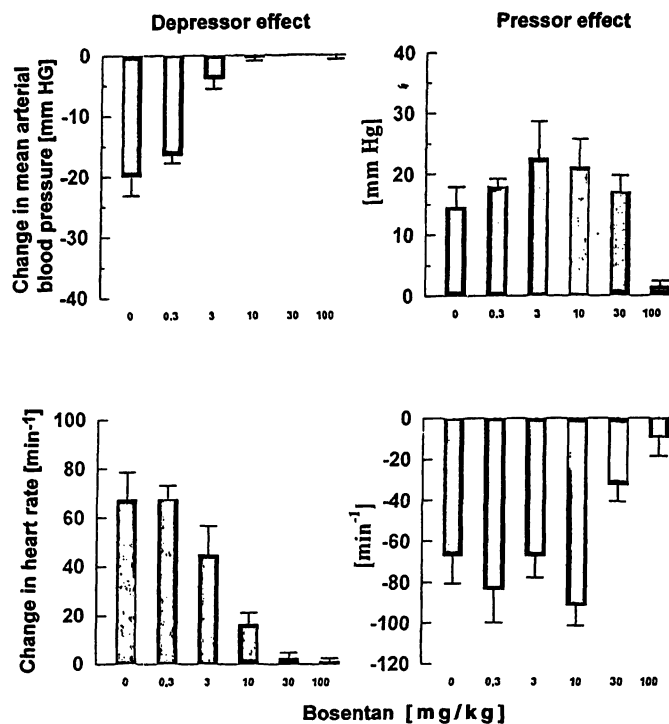 Depressor effect
Pressor effect
Change in mean arterial
blood pressure [mm HG]
0
-10
-20
-30
-40
0 0,3 3 10 30 100
[mm Hg]
40
30
20
10
0
0 0,3 3 10 30 100
Change in heart rate [min-1]
100
80
60
40
20
0
0 0,3 3 10 30 100
[min-1]
0
-20
-40
-60
-80
-100
-120
0 0,3 3 10 30 100
Bosentan [mg/kg]